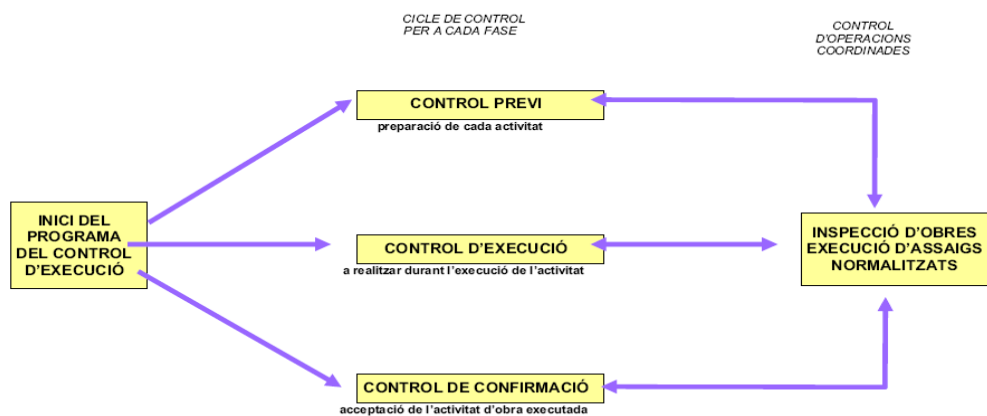 CICLE DE CONTROL
PER A CADA FASE
CONTROL
D'OPERACIONS
COORDINADES
CONTROL PREVI
preparació de cada activitat
INICI DEL
PROGRAMA
DEL CONTROL
D'EXECUCIÓ
CONTROL D'EXECUCIÓ
a realitzar durant l'execució de l'activitat
INSPECCIÓ D'OBRES
EXECUCIÓ D'ASSAIGS
NORMALITZATS
CONTROL DE CONFIRMACIÓ
acceptació de l'activitat d'obra executada